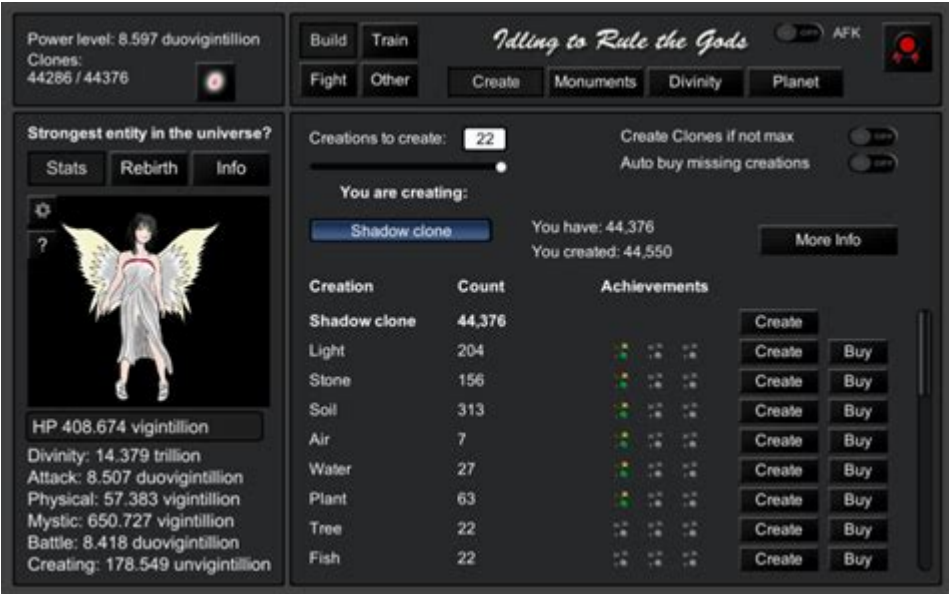 Power level: 8.597 duovigintillion
Clones:
44286 / 44376
Build Train
Fight Other
Idling to Rule the Gods
OFF AFK
Create Monuments Divinity Planet
Strongest entity in the universe?
Stats Rebirth Info
?
HP 408.674 vigintillion
Divinity: 14.379 trillion
Attack: 8.507 duovigintillion
Physical: 57.383 vigintillion
Mystic: 650.727 vigintillion
Battle: 8.418 duovigintillion
Creating: 178.549 unvigintillion
Creations to create: 22
Create Clones if not max OFF
Auto buy missing creations OFF
You are creating:
Shadow clone
You have: 44,376
You created: 44,550
More Info
Creation Count Achievements
Shadow clone 44,376 Create
Light 204 Create Buy
Stone 156 Create Buy
Soil 313 Create Buy
Air 7 Create Buy
Water 27 Create Buy
Plant 63 Create Buy
Tree 22 Create Buy
Fish 22 Create Buy